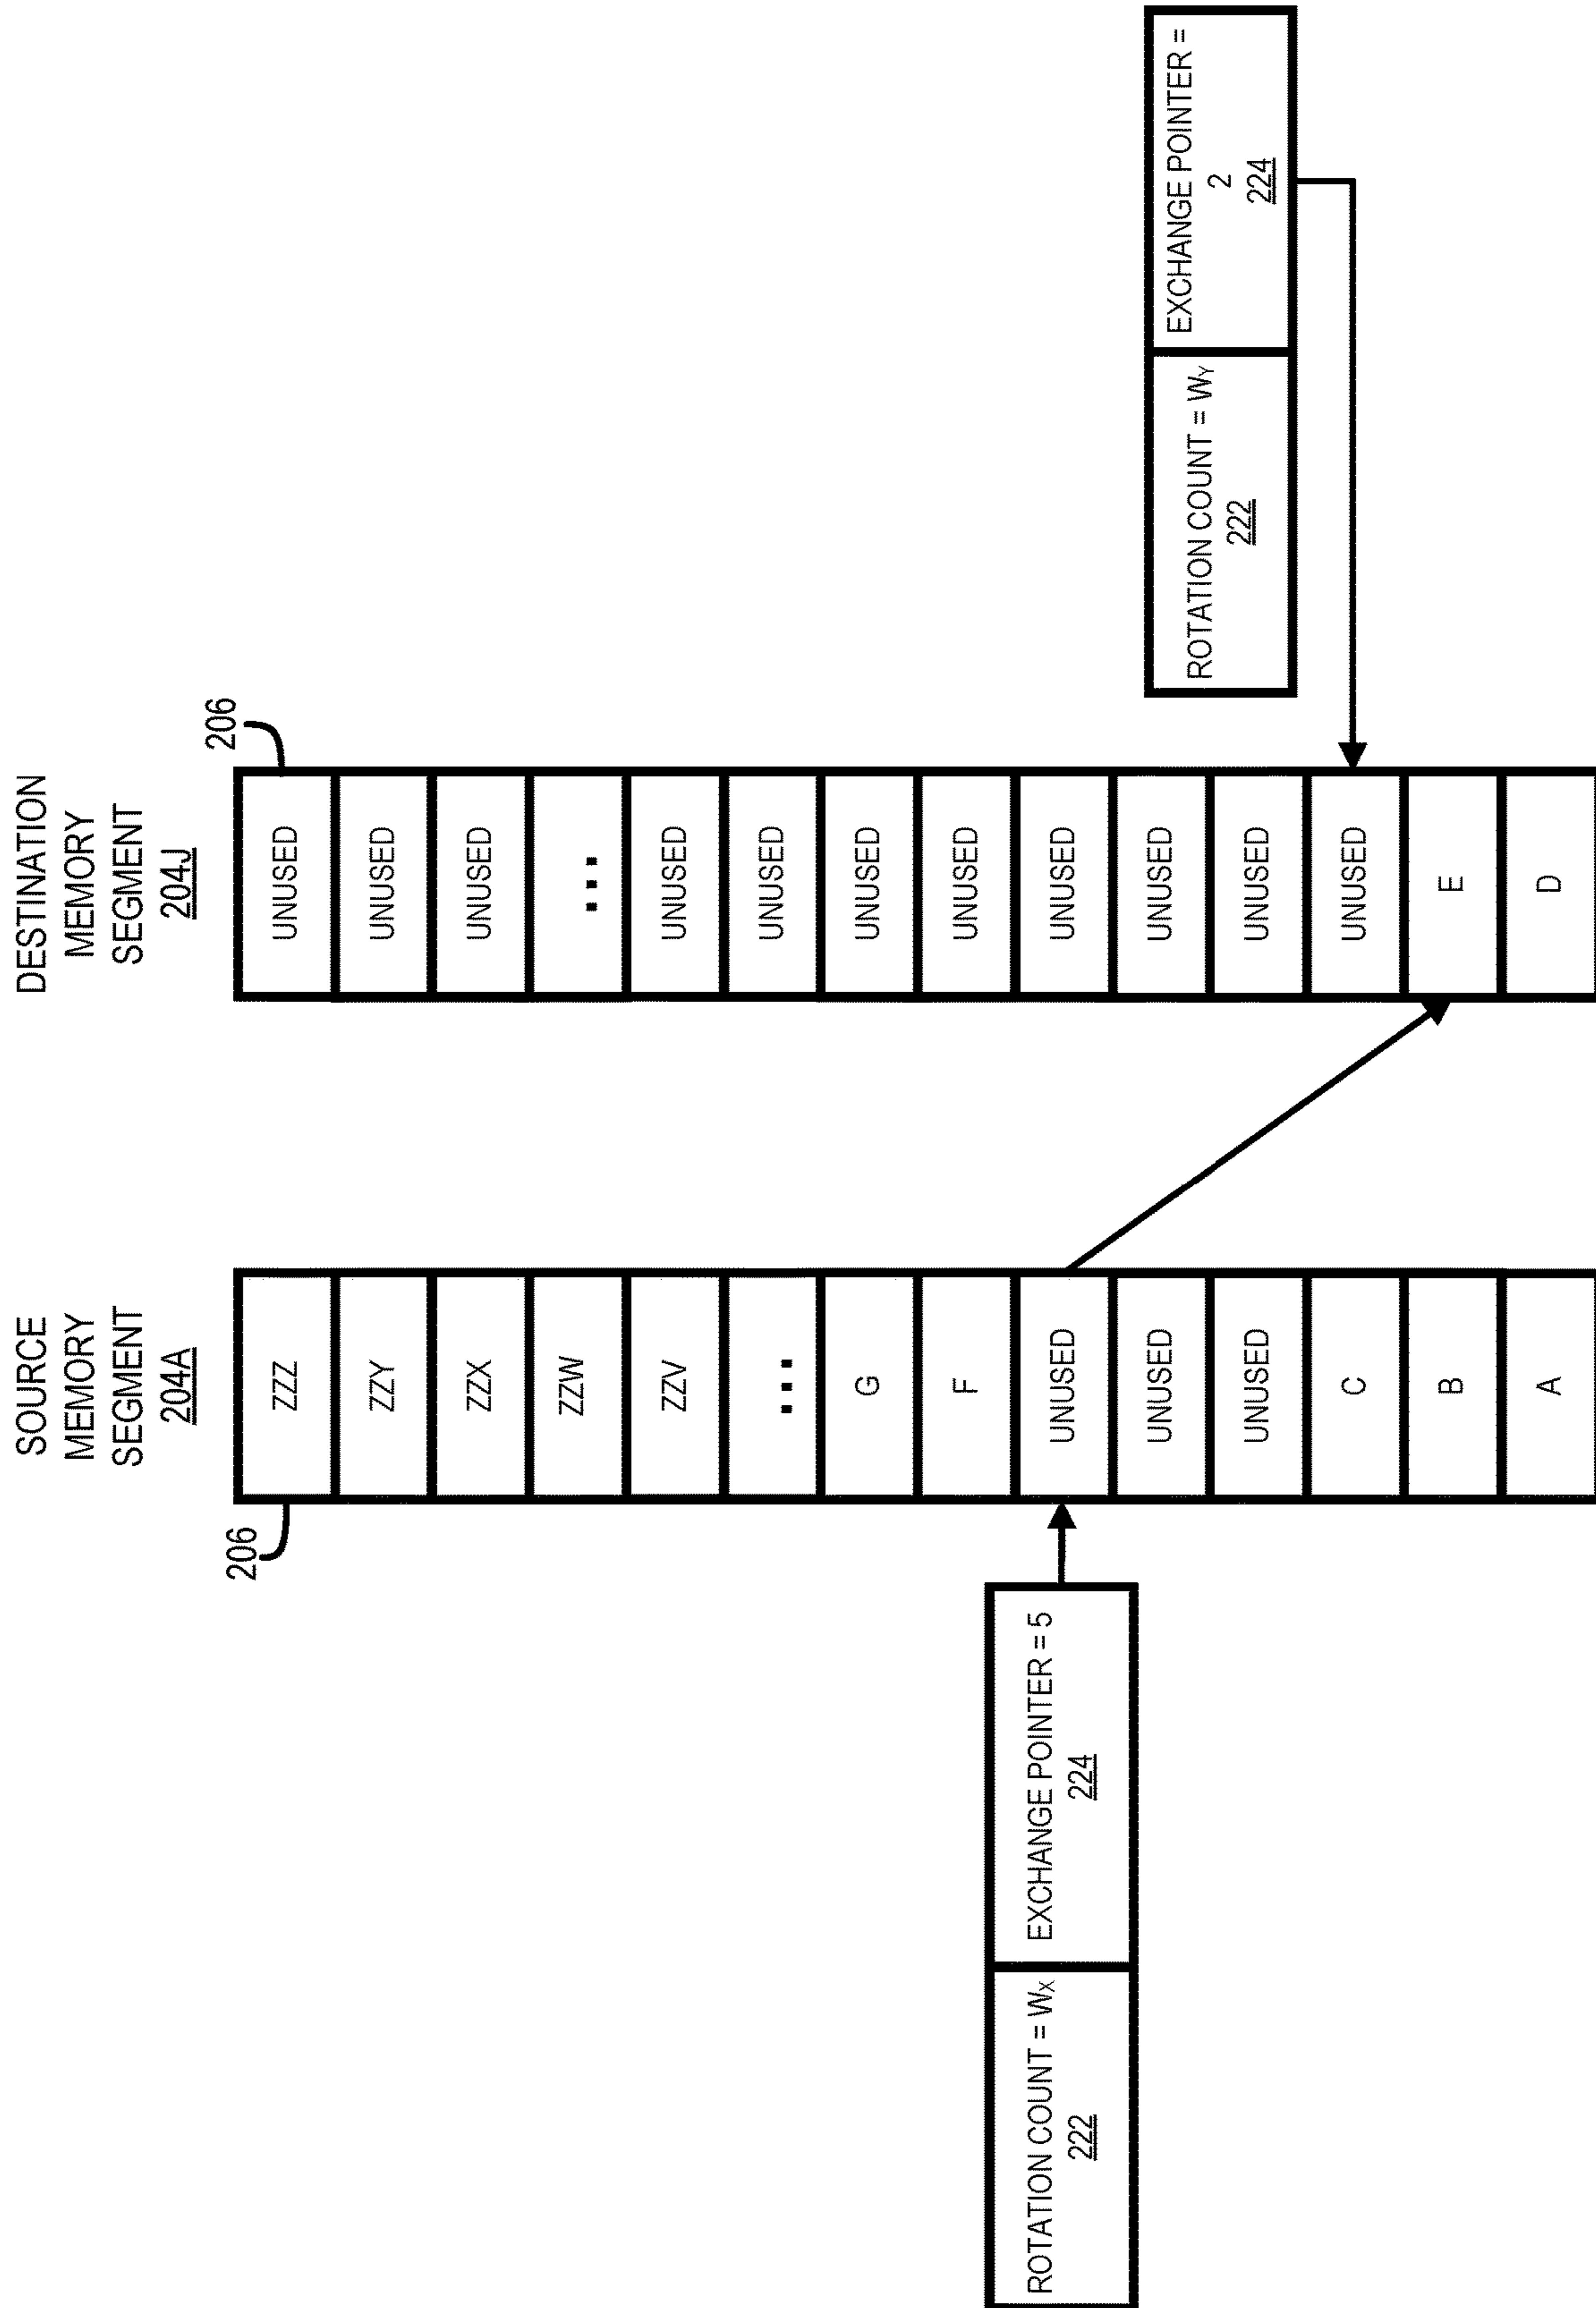 SOURCE
MEMORY
SEGMENT
204A
206
ZZZ
ZZY
ZZX
ZZW
ZZV
...
G
F
UNUSED
UNUSED
UNUSED
C
B
A
ROTATION COUNT = WX
222
EXCHANGE POINTER = 5
224
DESTINATION
MEMORY
SEGMENT
204J
206
UNUSED
UNUSED
UNUSED
...
UNUSED
UNUSED
UNUSED
UNUSED
UNUSED
UNUSED
UNUSED
UNUSED
E
D
ROTATION COUNT = WY
222
EXCHANGE POINTER =
2
224